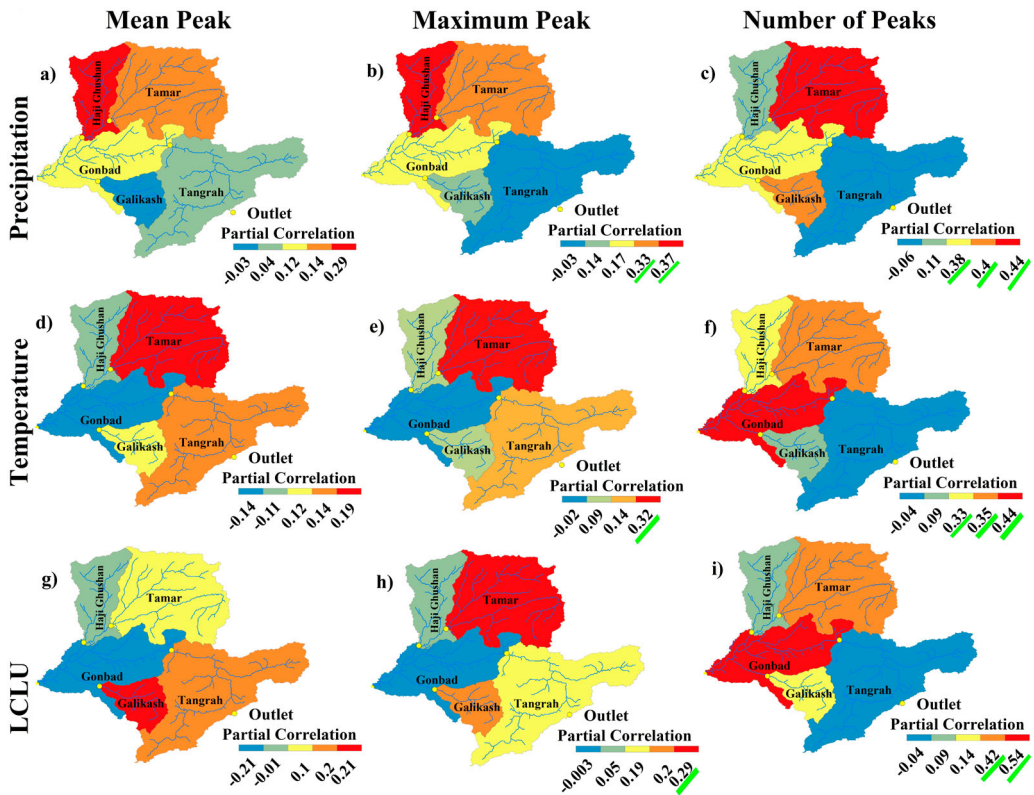 Mean Peak
Maximum Peak
Number of Peaks
Precipitation
a)
Haji Ghushan
Tamar
Gonbad
Galikash
Tangrah
Outlet
Partial Correlation
-0.03
0.04
0.12
0.14
0.29
b)
Haji Ghushan
Tamar
Gonbad
Galikash
Tangrah
Outlet
Partial Correlation
-0.03
0.14
0.17
0.33
0.37
c)
Haji Ghushan
Tamar
Gonbad
Galikash
Tangrah
Outlet
Partial Correlation
-0.06
0.11
0.38
0.4
0.44
Temperature
d)
Haji Ghushan
Tamar
Gonbad
Galikash
Tangrah
Outlet
Partial Correlation
-0.14
-0.11
0.12
0.14
0.19
e)
Haji Ghushan
Tamar
Gonbad
Galikash
Tangrah
Outlet
Partial Correlation
-0.02
0.09
0.14
0.32
f)
Haji Ghushan
Tamar
Gonbad
Galikash
Tangrah
Outlet
Partial Correlation
-0.04
0.09
0.33
0.35
0.44
LCLU
g)
Haji Ghushan
Tamar
Gonbad
Galikash
Tangrah
Outlet
Partial Correlation
-0.21
-0.01
0.1
0.2
0.21
h)
Haji Ghushan
Tamar
Gonbad
Galikash
Tangrah
Outlet
Partial Correlation
-0.003
0.05
0.19
0.2
0.29
i)
Haji Ghushan
Tamar
Gonbad
Galikash
Tangrah
Outlet
Partial Correlation
-0.04
0.09
0.14
0.42
0.54